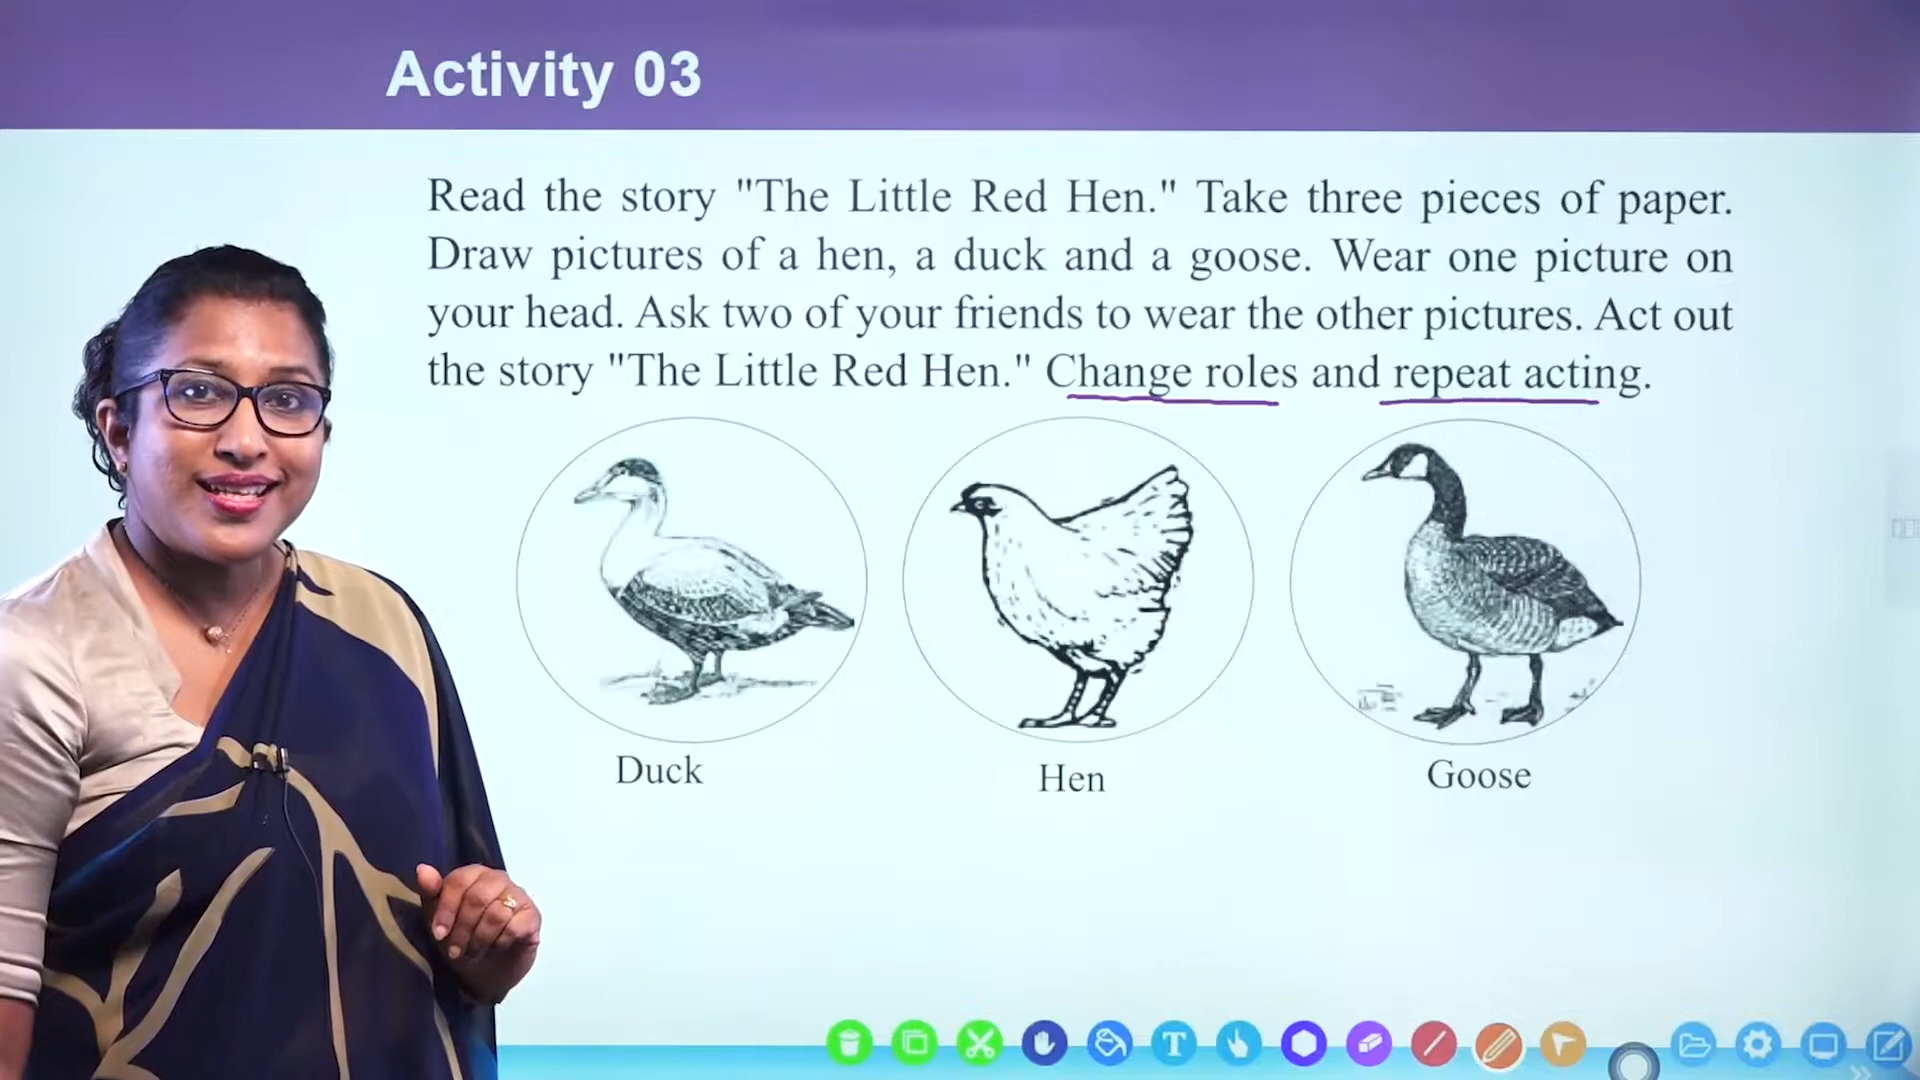 Activity 03
Read the story "The Little Red Hen." Take three pieces of paper.
Draw pictures of a hen, a duck and a goose. Wear one picture on
your head. Ask two of your friends to wear the other pictures. Act out
the story "The Little Red Hen." Change roles and repeat acting.
Duck
Hen
Goose
T